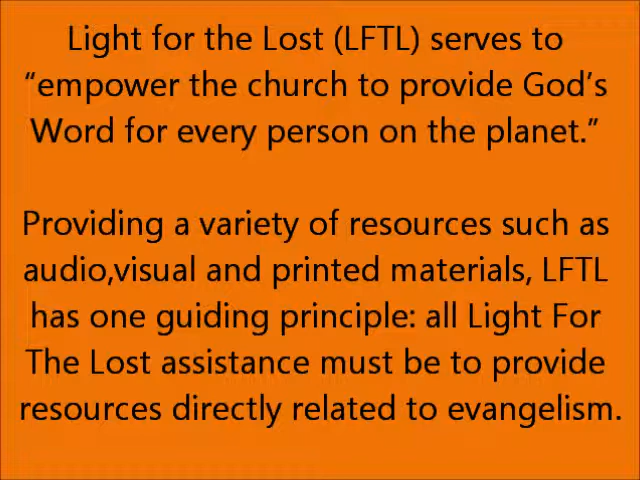 Light for the Lost (LFTL) serves to
“empower the church to provide God’s
Word for every person on the planet.”
Providing a variety of resources such as
audio,visual and printed materials, LFTL
has one guiding principle: all Light For
The Lost assistance must be to provide
resources directly related to evangelism.